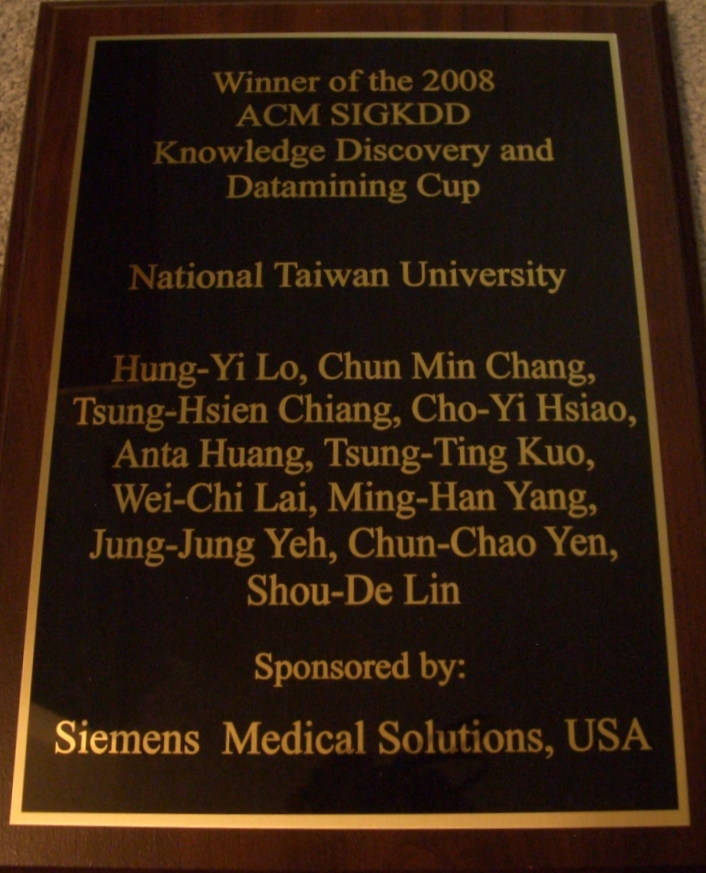 Winner of the 2008
ACM SIGKDD
Knowledge Discovery and
Datamining Cup
National Taiwan University
Hung-Yi Lo, Chun Min Chang,
Tsung-Hsien Chiang, Cho-Yi Hsiao,
Anta Huang, Tsung-Ting Kuo,
Wei-Chi Lai, Ming-Han Yang,
Jung-Jung Yeh, Chun-Chao Yen,
Shou-De Lin
Sponsored by:
Siemens  Medical Solutions, USA